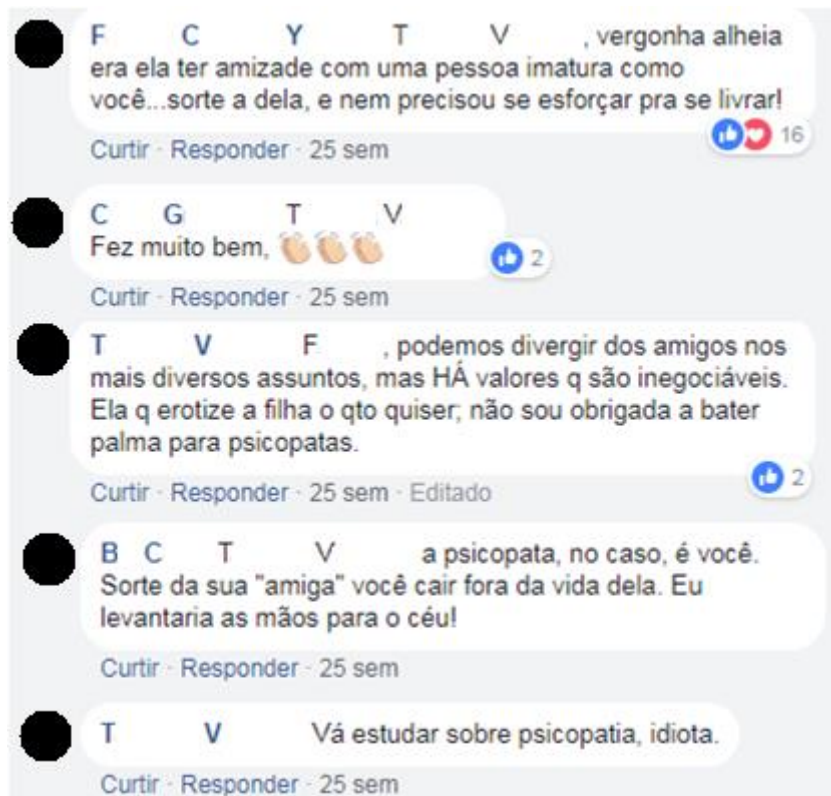 F C Y T V , vergonha alheia
era ela ter amizade com uma pessoa imatura como
você...sorte a dela, e nem precisou se esforçar pra se livrar!
16
Curtir · Responder · 25 sem
C G T V
Fez muito bem, 👏👏👏
2
Curtir · Responder · 25 sem
T V F , podemos divergir dos amigos nos
mais diversos assuntos, mas HÁ valores q são inegociáveis.
Ela q erotize a filha o qto quiser; não sou obrigada a bater
palma para psicopatas.
2
Curtir · Responder · 25 sem · Editado
B C T V a psicopata, no caso, é você.
Sorte da sua "amiga" você cair fora da vida dela. Eu
levantaria as mãos para o céu!
Curtir · Responder · 25 sem
T V Vá estudar sobre psicopatia, idiota.
Curtir · Responder · 25 sem